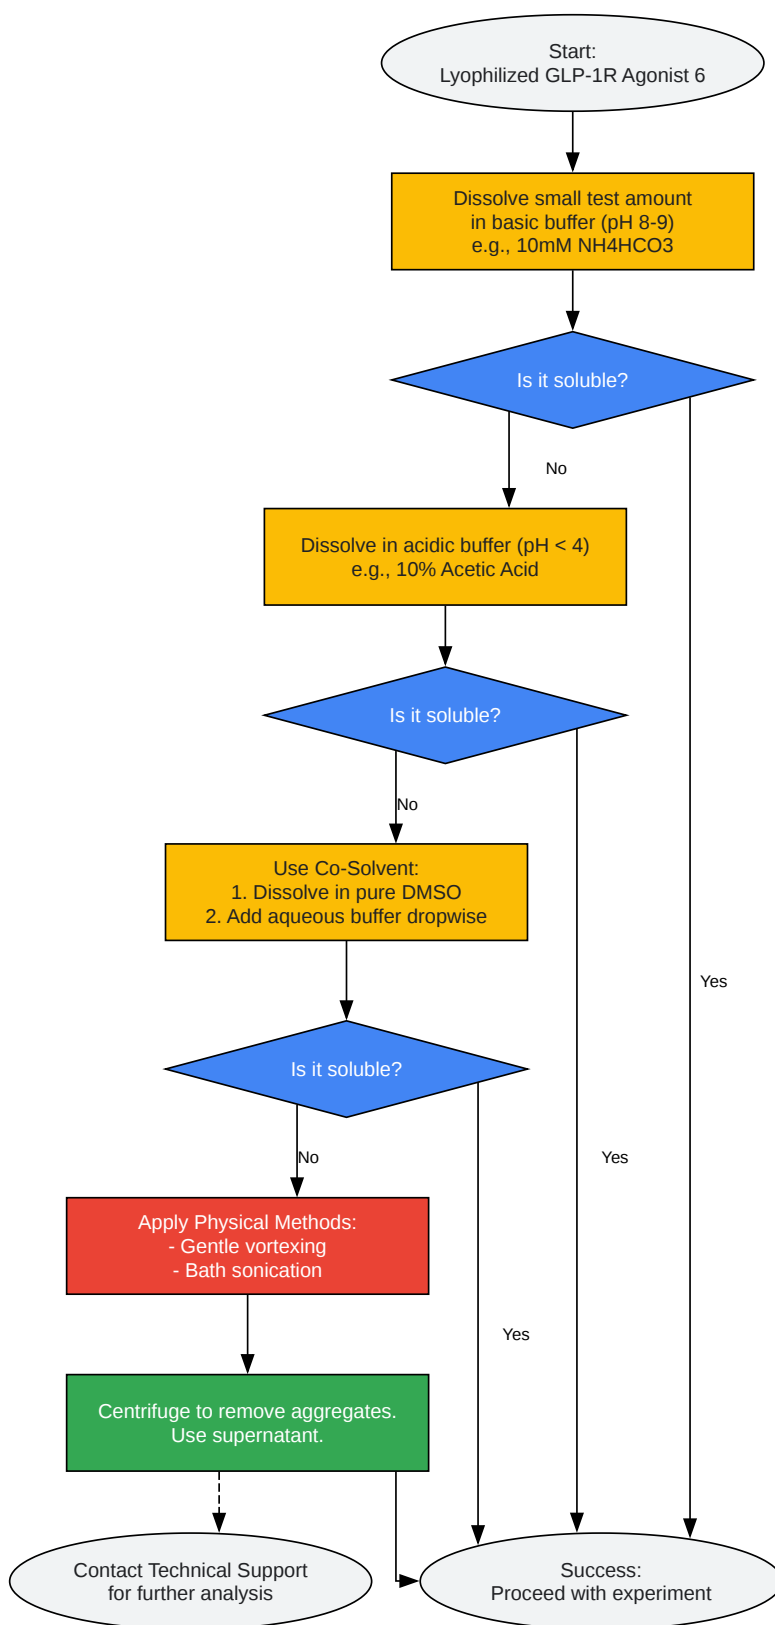 Start:
Lyophilized GLP-1R Agonist 6
Dissolve small test amount
in basic buffer (pH 8-9)
e.g., 10mM NH4HCO3
Is it soluble?
No
Dissolve in acidic buffer (pH < 4)
e.g., 10% Acetic Acid
Is it soluble?
No
Use Co-Solvent:
1. Dissolve in pure DMSO
2. Add aqueous buffer dropwise
Yes
Is it soluble?
No
Yes
Apply Physical Methods:
- Gentle vortexing
- Bath sonication
Yes
Centrifuge to remove aggregates.
Use supernatant.
Contact Technical Support
for further analysis
Success:
Proceed with experiment